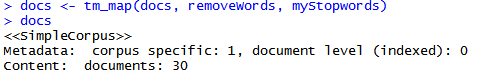 > docs <- tm_map(docs, removeWords, myStopwords)
> docs
<<SimpleCorpus>>
Metadata:  corpus specific: 1, document level (indexed): 0
Content:  documents: 30